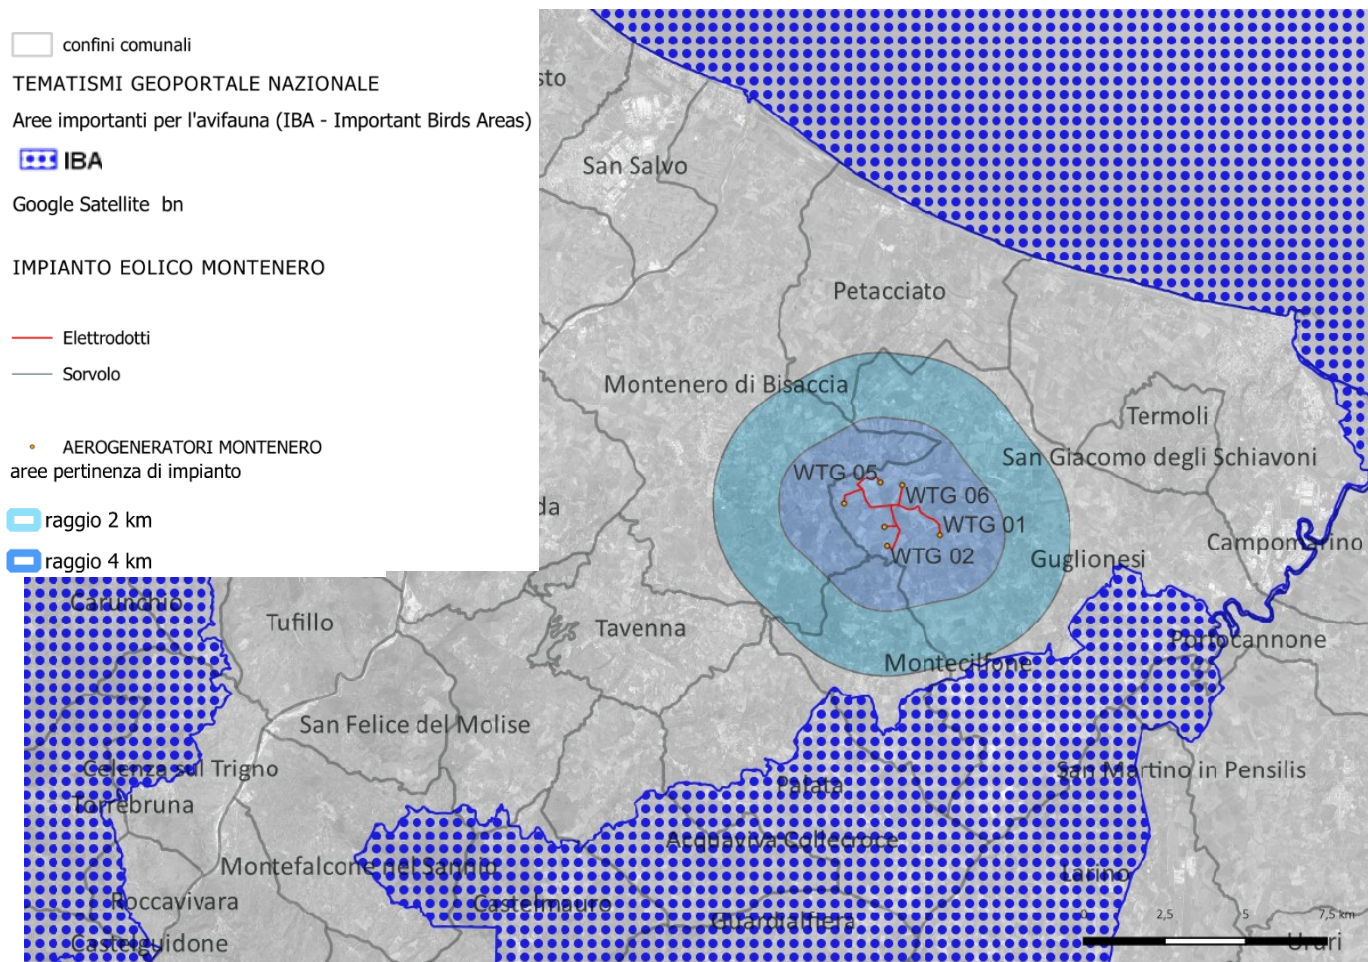 confini comunali
TEMATISMI GEOPORTALE NAZIONALE
Aree importanti per l'avifauna (IBA - Important Birds Areas)
IBA
Google Satellite bn
IMPIANTO EOLICO MONTENERO
Elettrodotti
Sorvolo
AEROGENERATORI MONTENERO
aree pertinenza di impianto
raggio 2 km
raggio 4 km
sto
San Salvo
Petacciato
Montenero di Bisaccia
Termoli
San Giacomo degli Schiavoni
WTG 05
WTG 06
da
WTG 01
Campomarino
WTG 02
Guglionesi
Carunchio
Tufillo
Tavenna
Portocannone
Montecilfone
San Felice del Molise
Celenza sul Trigno
San Martino in Pensilis
Palata
Torrebruna
Acquaviva Collecroce
Montefalcone nel Sannio
Larino
Roccavivara
Castelmauro
Guardialfiera
0 2,5 5 7,5 km
Castelguidone
Ururi